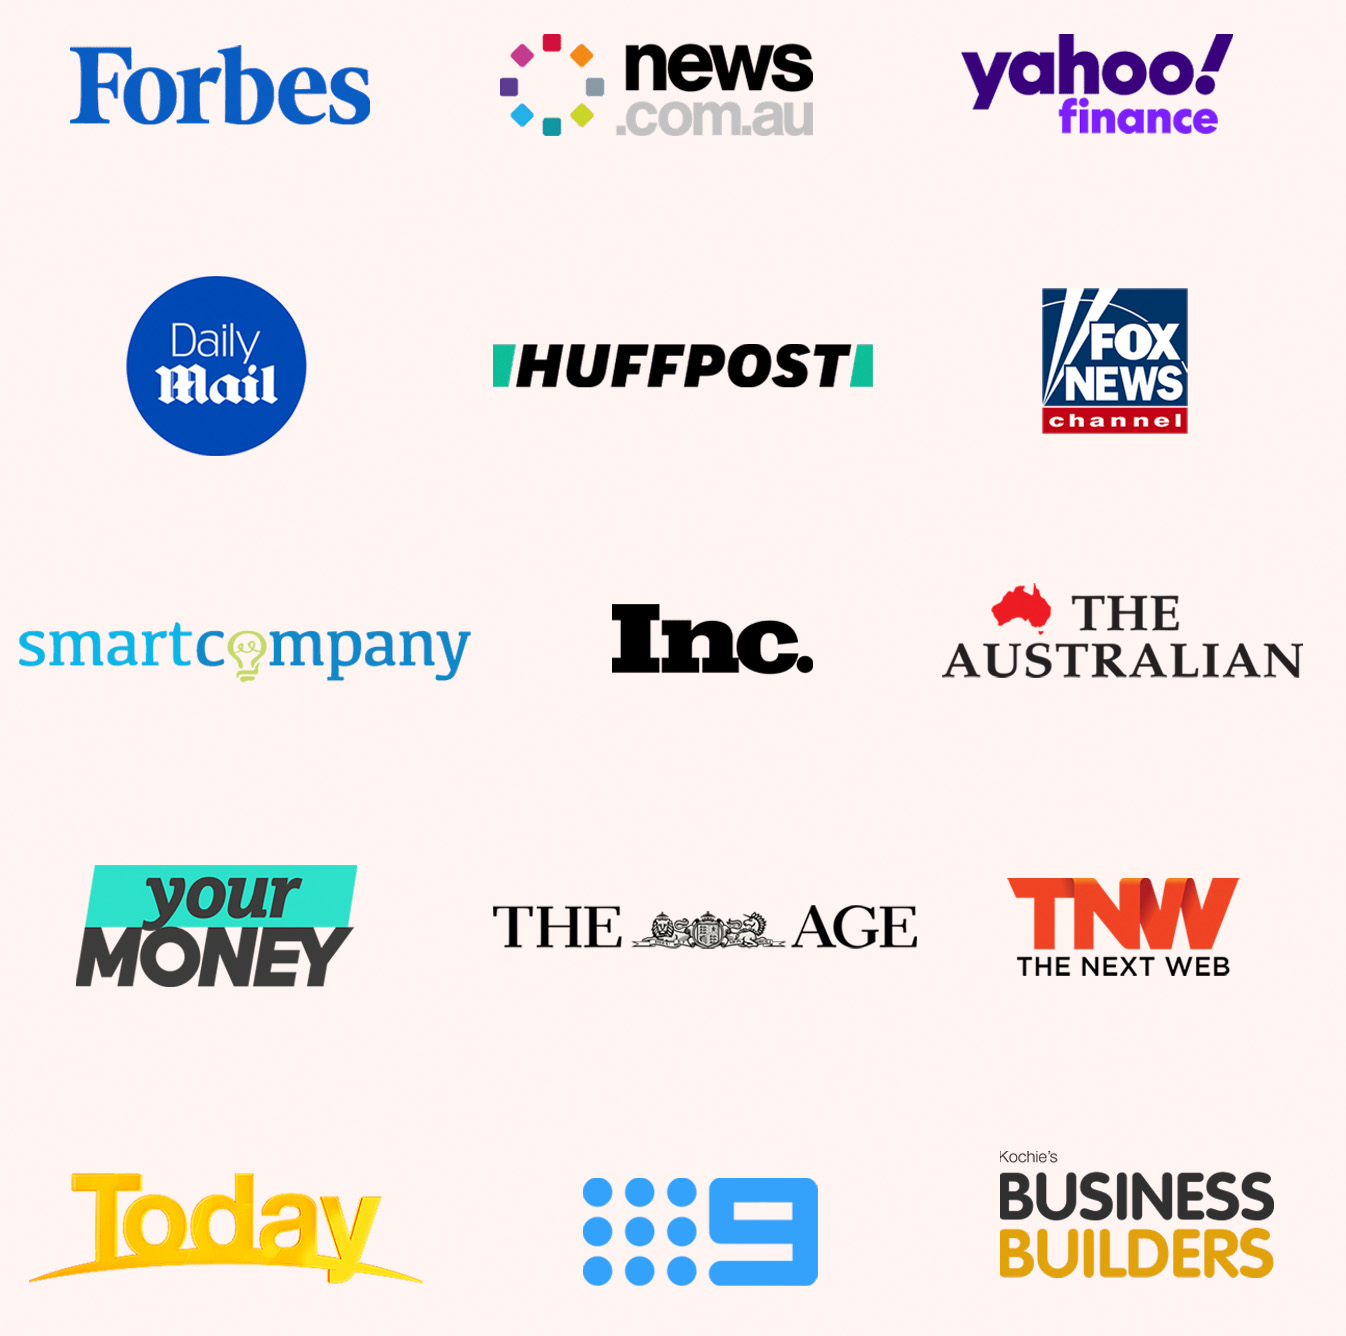 Forbes
news
.com.au
yahoo!
finance
Daily
Mail
HUFFPOST
FOX
NEWS
channel
smartcompany
Inc.
THE
AUSTRALIAN
your
MONEY
THE AGE
TNW
THE NEXT WEB
Today
9
Kochie's
BUSINESS
BUILDERS